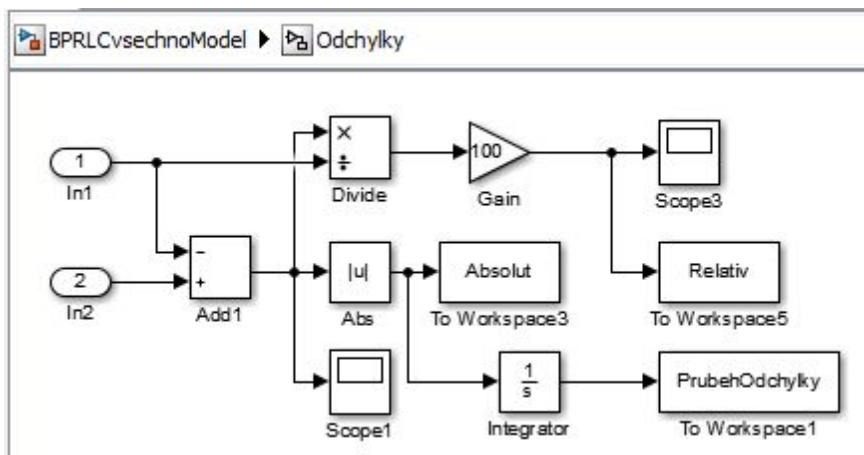 BPRLCvsechnoModel Odchylky
1
In1
× ÷
Divide
100
Gain
Scope3
2
In2
− +
Add1
|u|
Abs
Absolut
To Workspace3
Relativ
To Workspace5
Scope1
1
s
Integrator
PrubehOdchylky
To Workspace1